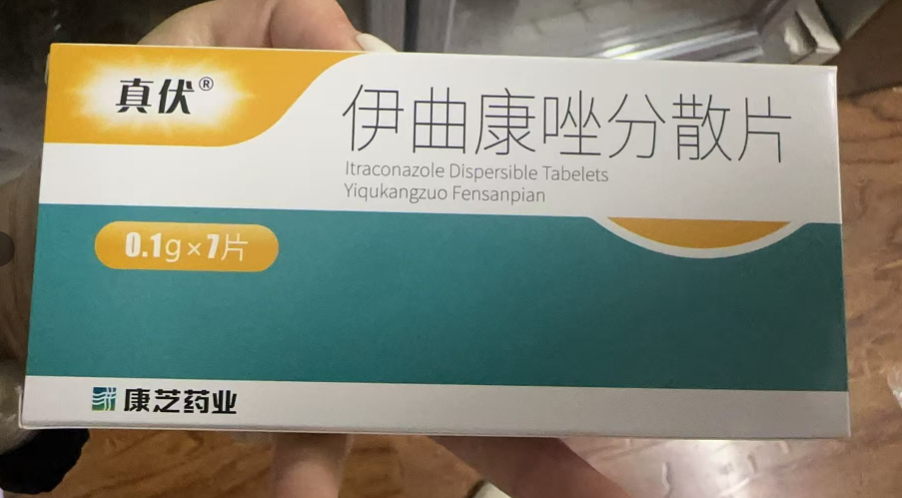 真伏®
伊曲康唑分散片
Itraconazole Dispersible Tabelets
Yiqukangzuo Fensanpian
0.1g×7片
康芝药业